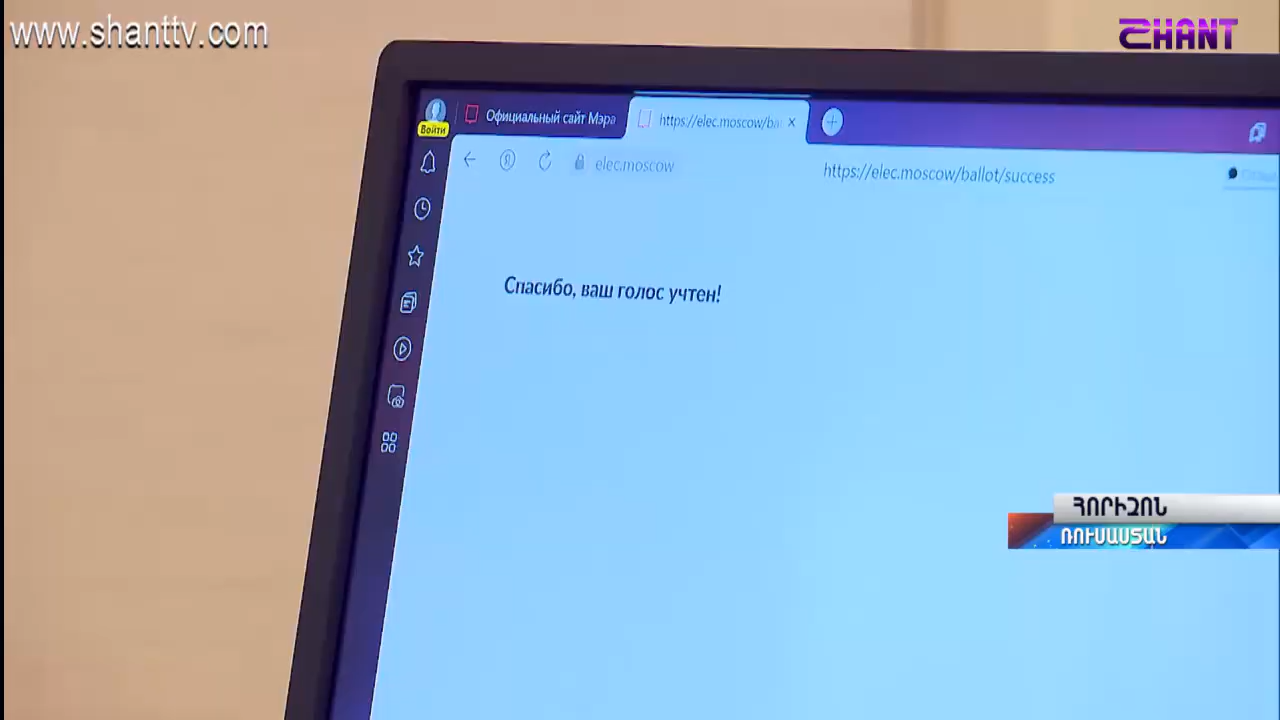 www.shanttv.com
SHANT
Официальный сайт Мэра
https://elec.moscow/ba
Войти
elec.moscow
https://elec.moscow/ballot/success
Спасибо, ваш голос учтен!
ՀՈՐԻԶՈՆ
ՌՈՒՍԱՍՏԱՆ